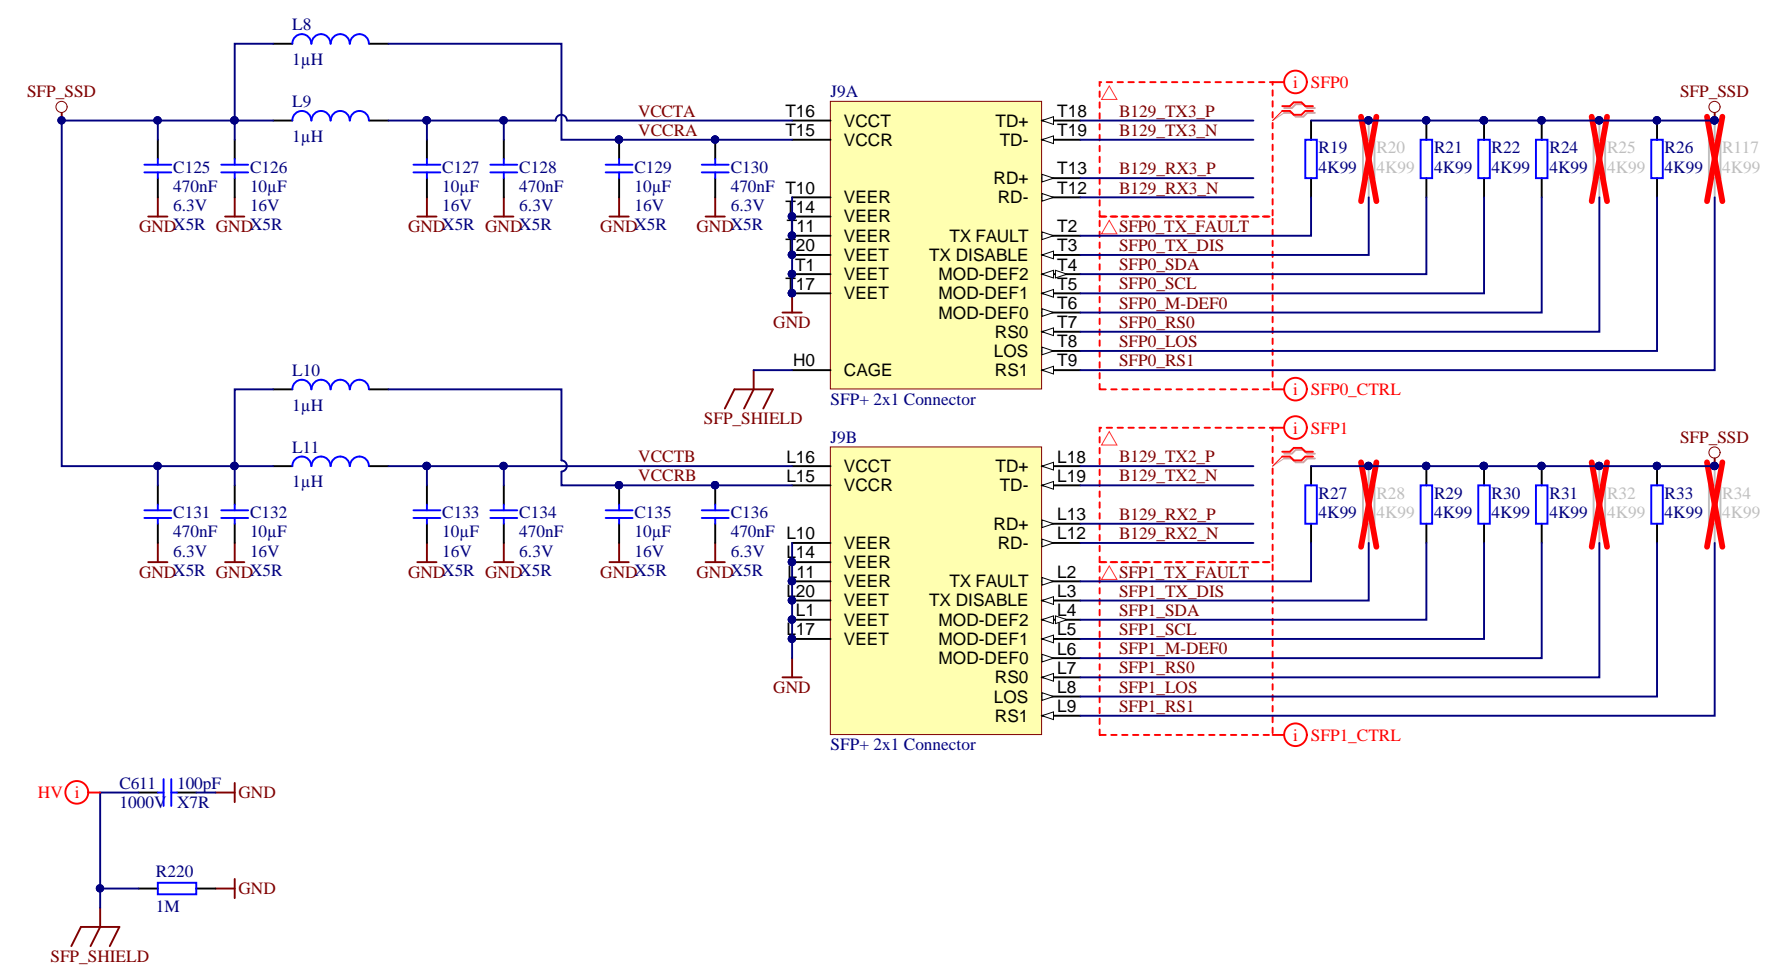 L8
1µH
SFP_SSD
L9
1µH
VCCTA
VCCRA
C125
470nF
6.3V
X5R
GND
C126
10µF
16V
X5R
GND
C127
10µF
16V
X5R
GND
C128
470nF
6.3V
X5R
GND
C129
10µF
16V
X5R
GND
C130
470nF
6.3V
X5R
GND
J9A
T16 VCCT
T15 VCCR
T10 VEER
T14 VEER
T11 VEER
T20 VEET
T1 VEET
T17 VEET
GND
H0 CAGE
SFP_SHIELD
TD+ T18 B129_TX3_P
TD- T19 B129_TX3_N
RD+ T13 B129_RX3_P
RD- T12 B129_RX3_N
TX FAULT T2 SFP0_TX_FAULT
TX DISABLE T3 SFP0_TX_DIS
MOD-DEF2 T4 SFP0_SDA
MOD-DEF1 T5 SFP0_SCL
MOD-DEF0 T6 SFP0_M-DEF0
RS0 T7 SFP0_RS0
LOS T8 SFP0_LOS
RS1 T9 SFP0_RS1
SFP+ 2x1 Connector
i SFP0
i SFP0_CTRL
SFP_SSD
R19
4K99
R20
4K99
R21
4K99
R22
4K99
R24
4K99
R25
4K99
R26
4K99
R117
4K99
L10
1µH
L11
1µH
VCCTB
VCCRB
C131
470nF
6.3V
X5R
GND
C132
10µF
16V
X5R
GND
C133
10µF
16V
X5R
GND
C134
470nF
6.3V
X5R
GND
C135
10µF
16V
X5R
GND
C136
470nF
6.3V
X5R
GND
J9B
L16 VCCT
L15 VCCR
L10 VEER
L14 VEER
L11 VEER
L20 VEET
L1 VEET
L17 VEET
GND
TD+ L18 B129_TX2_P
TD- L19 B129_TX2_N
RD+ L13 B129_RX2_P
RD- L12 B129_RX2_N
TX FAULT L2 SFP1_TX_FAULT
TX DISABLE L3 SFP1_TX_DIS
MOD-DEF2 L4 SFP1_SDA
MOD-DEF1 L5 SFP1_SCL
MOD-DEF0 L6 SFP1_M-DEF0
RS0 L7 SFP1_RS0
LOS L8 SFP1_LOS
RS1 L9 SFP1_RS1
SFP+ 2x1 Connector
i SFP1
i SFP1_CTRL
SFP_SSD
R27
4K99
R28
4K99
R29
4K99
R30
4K99
R31
4K99
R32
4K99
R33
4K99
R34
4K99
HV i
C611 100pF
1000V X7R
GND
R220
1M
GND
SFP_SHIELD